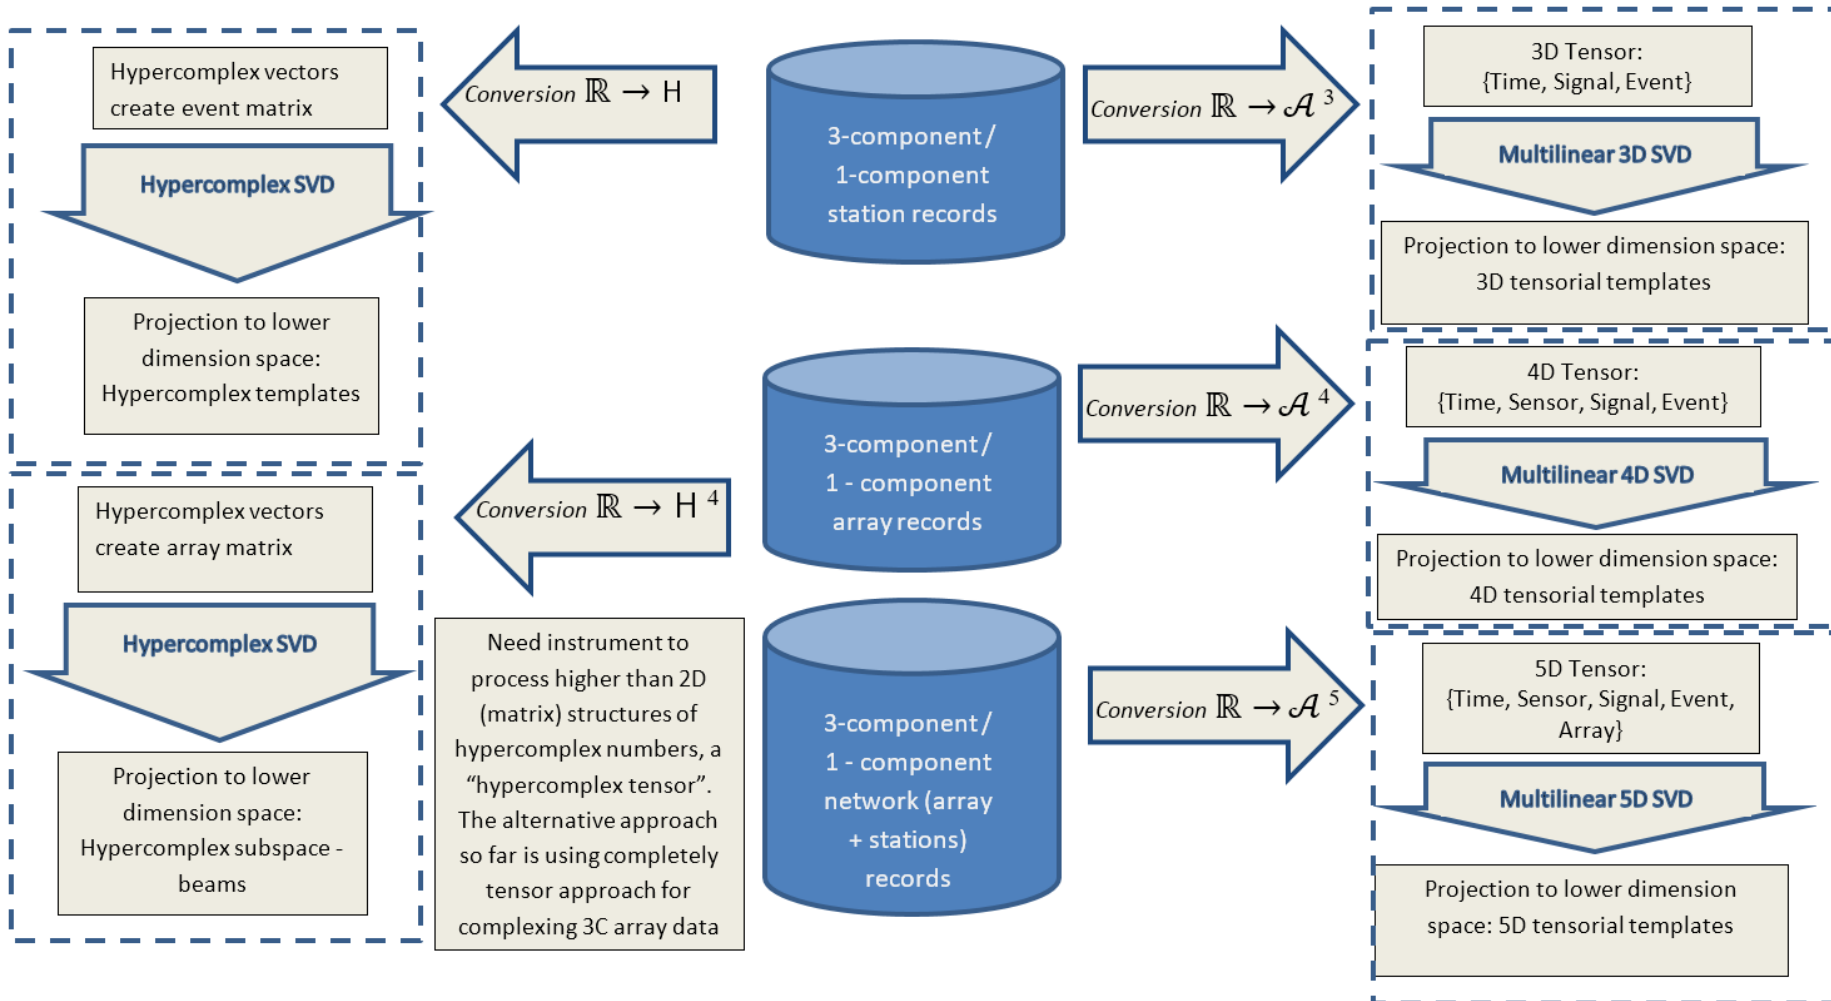 Hypercomplex vectors
create event matrix
Hypercomplex SVD
Projection to lower
dimension space:
Hypercomplex templates
Conversion ℝ → H
3-component /
1-component
station records
Conversion ℝ → 𝒜 3
3D Tensor:
{Time, Signal, Event}
Multilinear 3D SVD
Projection to lower dimension space:
3D tensorial templates
Hypercomplex vectors
create array matrix
Hypercomplex SVD
Projection to lower
dimension space:
Hypercomplex subspace -
beams
Conversion ℝ → H 4
3-component /
1 - component
array records
Conversion ℝ → 𝒜 4
4D Tensor:
{Time, Sensor, Signal, Event}
Multilinear 4D SVD
Projection to lower dimension space:
4D tensorial templates
Need instrument to
process higher than 2D
(matrix) structures of
hypercomplex numbers, a
“hypercomplex tensor”.
The alternative approach
so far is using completely
tensor approach for
complexing 3C array data
3-component /
1 - component
network (array
+ stations)
records
Conversion ℝ → 𝒜 5
5D Tensor:
{Time, Sensor, Signal, Event,
Array}
Multilinear 5D SVD
Projection to lower dimension
space: 5D tensorial templates